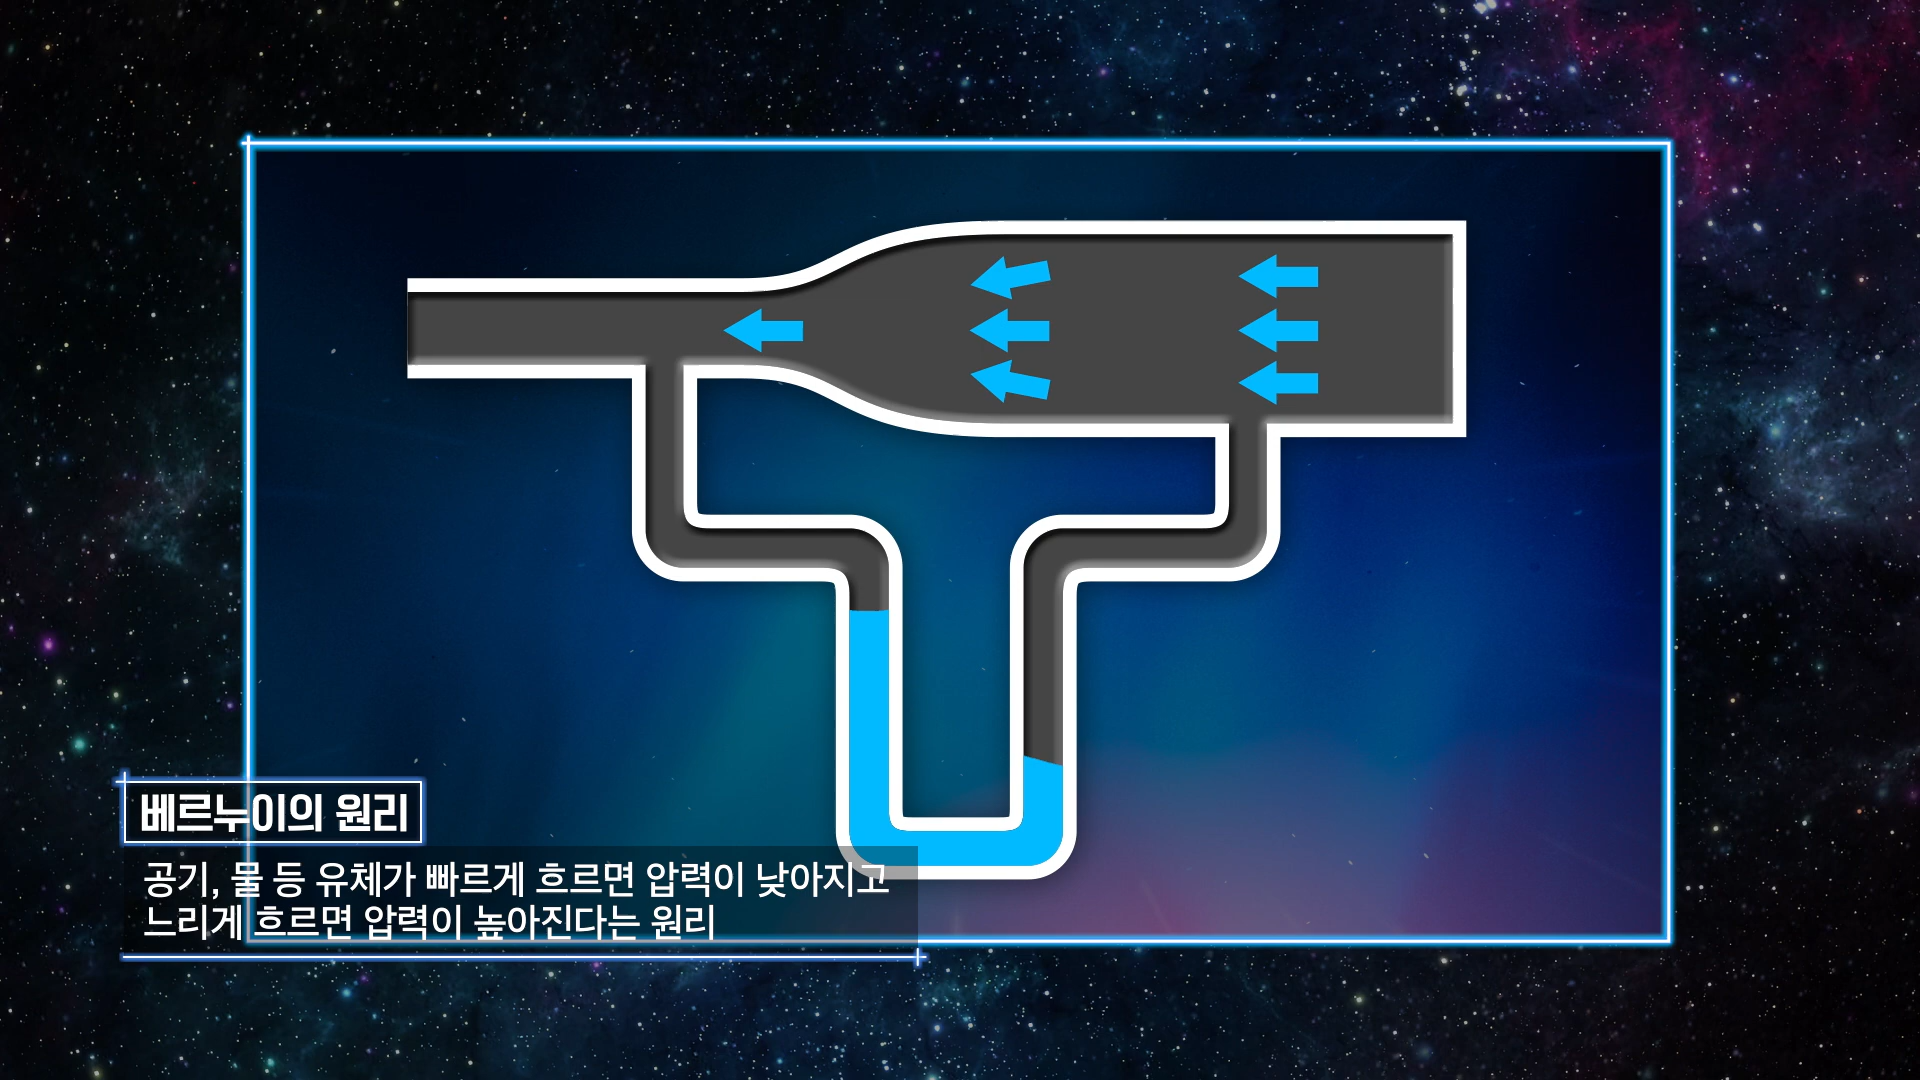 베르누이의 원리
공기, 물 등 유체가 빠르게 흐르면 압력이 낮아지고
느리게 흐르면 압력이 높아진다는 원리